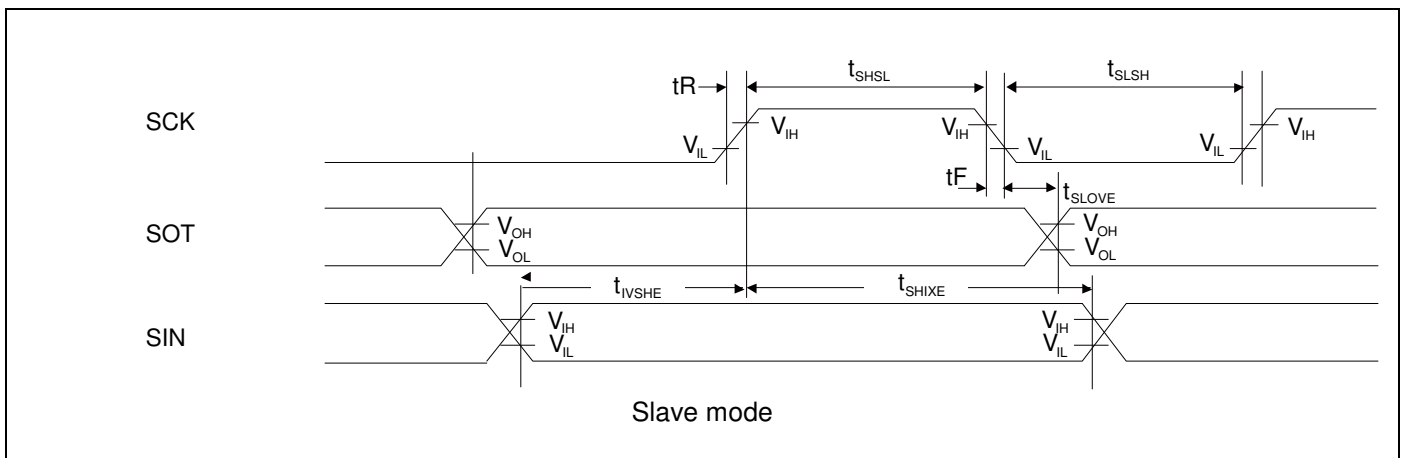 tR
tSHSL
tSLSH
SCK
VIH
VIH
VIH
VIL
VIL
VIL
tF
tSLOVE
SOT
VOH
VOH
VOL
VOL
tIVSHE
tSHIXE
SIN
VIH
VIH
VIL
VIL
Slave mode